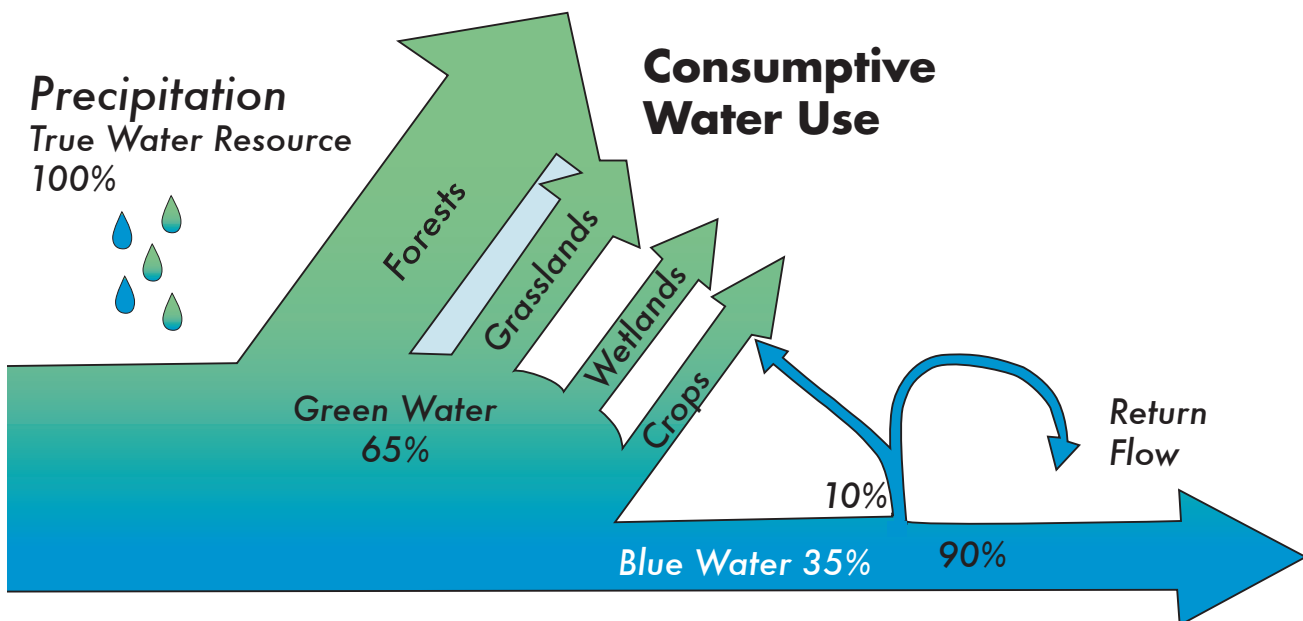 Precipitation
True Water Resource
100%
Consumptive
Water Use
Forests
Grasslands
Wetlands
Crops
Green Water
65%
Return
Flow
10%
Blue Water 35%
90%